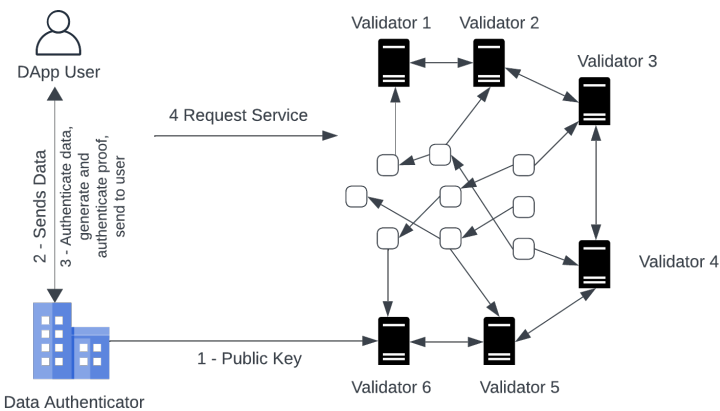 Validator 1
Validator 2
DApp User
Validator 3
4 Request Service
2 - Sends Data
3 - Authenticate data,
generate and
authenticate proof,
send to user
Validator 4
1 - Public Key
Data Authenticator
Validator 6
Validator 5